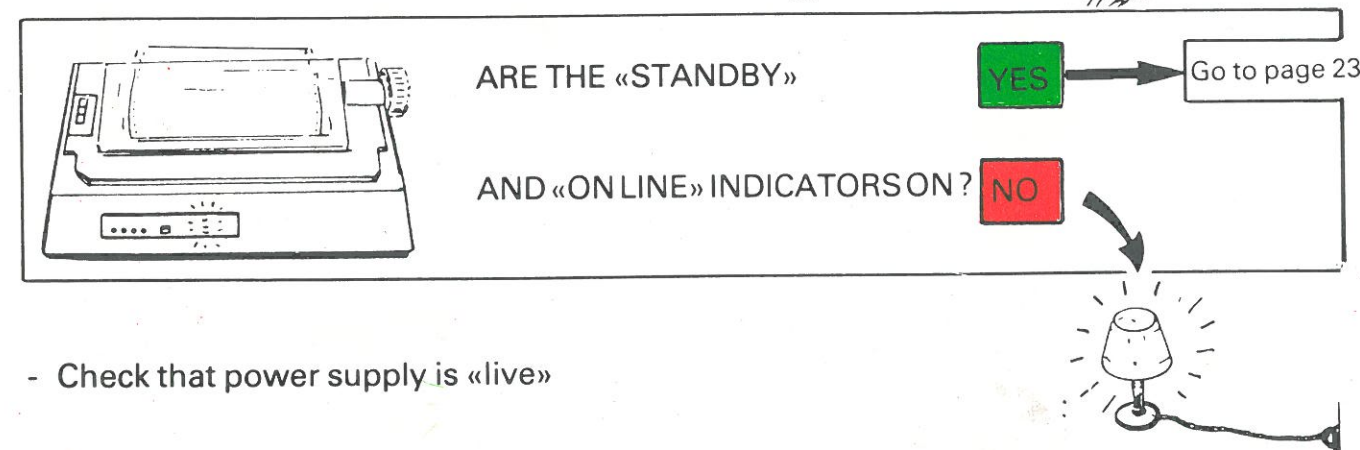 ARE THE «STANDBY»
YES
Go to page 23
AND «ON LINE» INDICATORS ON ?
NO
- Check that power supply is «live»